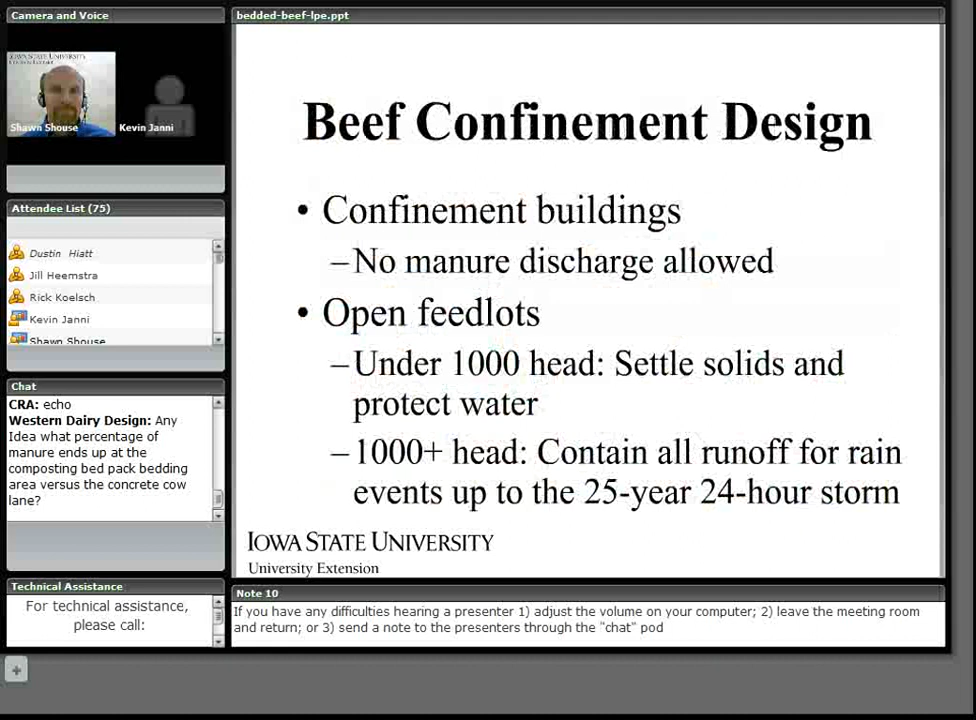 Camera and Voice
IOWA STATE UNIVERSITY
Shawn Shouse
Kevin Janni
Attendee List (75)
Dustin Hiatt
Jill Heemstra
Rick Koelsch
Kevin Janni
Shawn Shouse
Chat
CRA: echo
Western Dairy Design: Any
Idea what percentage of
manure ends up at the
composting bed pack bedding
area versus the concrete cow
lane?
Technical Assistance
For technical assistance,
please call:
bedded-beef-lpe.ppt
Beef Confinement Design
• Confinement buildings
–No manure discharge allowed
• Open feedlots
–Under 1000 head: Settle solids and
protect water
–1000+ head: Contain all runoff for rain
events up to the 25-year 24-hour storm
IOWA STATE UNIVERSITY
University Extension
Note 10
If you have any difficulties hearing a presenter 1) adjust the volume on your computer; 2) leave the meeting room
and return; or 3) send a note to the presenters through the "chat" pod